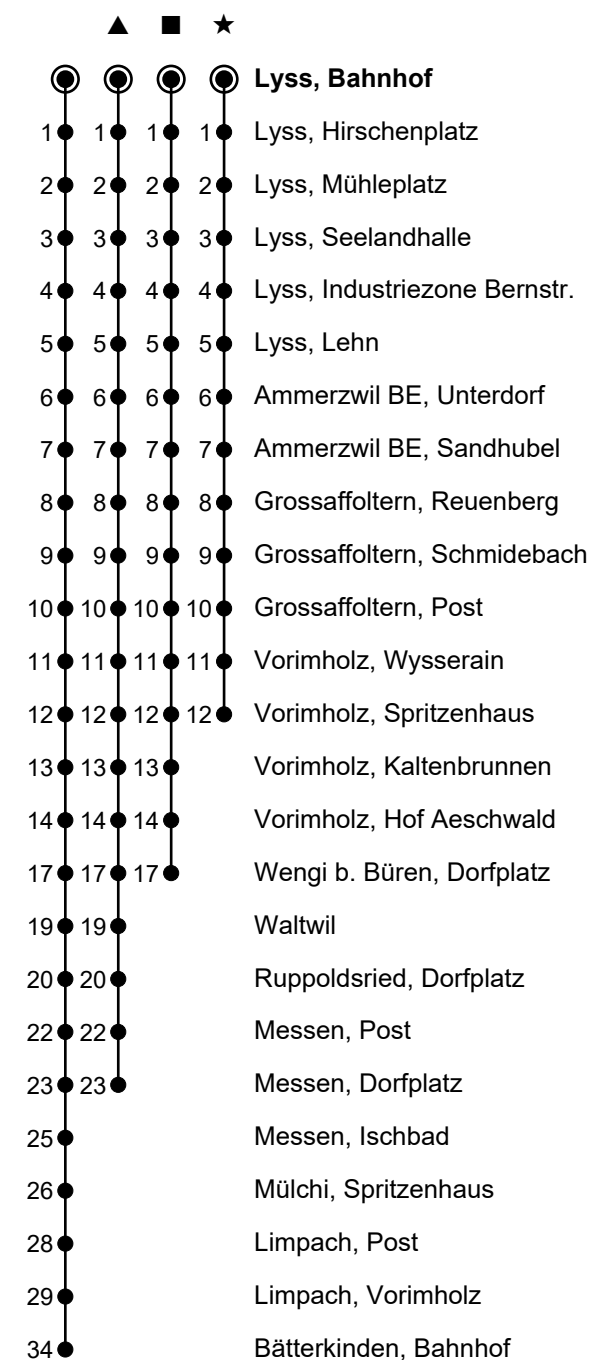 ▲ ■ ★
Lyss, Bahnhof
1 1 1 1 Lyss, Hirschenplatz
2 2 2 2 Lyss, Mühleplatz
3 3 3 3 Lyss, Seelandhalle
4 4 4 4 Lyss, Industriezone Bernstr.
5 5 5 5 Lyss, Lehn
6 6 6 6 Ammerzwil BE, Unterdorf
7 7 7 7 Ammerzwil BE, Sandhubel
8 8 8 8 Grossaffoltern, Reuenberg
9 9 9 9 Grossaffoltern, Schmidebach
10 10 10 10 Grossaffoltern, Post
11 11 11 11 Vorimholz, Wysserain
12 12 12 12 Vorimholz, Spritzenhaus
13 13 13 Vorimholz, Kaltenbrunnen
14 14 14 Vorimholz, Hof Aeschwald
17 17 17 Wengi b. Büren, Dorfplatz
19 19 Waltwil
20 20 Ruppoldsried, Dorfplatz
22 22 Messen, Post
23 23 Messen, Dorfplatz
25 Messen, Ischbad
26 Mülchi, Spritzenhaus
28 Limpach, Post
29 Limpach, Vorimholz
34 Bätterkinden, Bahnhof